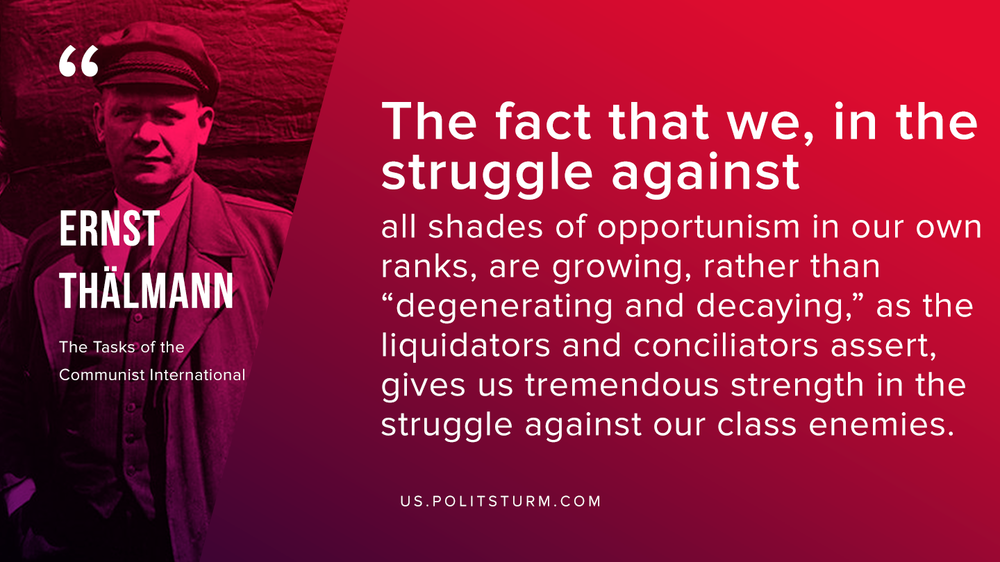 “
ERNST
THÄLMANN
The Tasks of the
Communist International
The fact that we, in the
struggle against
all shades of opportunism in our own
ranks, are growing, rather than
“degenerating and decaying,” as the
liquidators and conciliators assert,
gives us tremendous strength in the
struggle against our class enemies.
US.POLITSTURM.COM